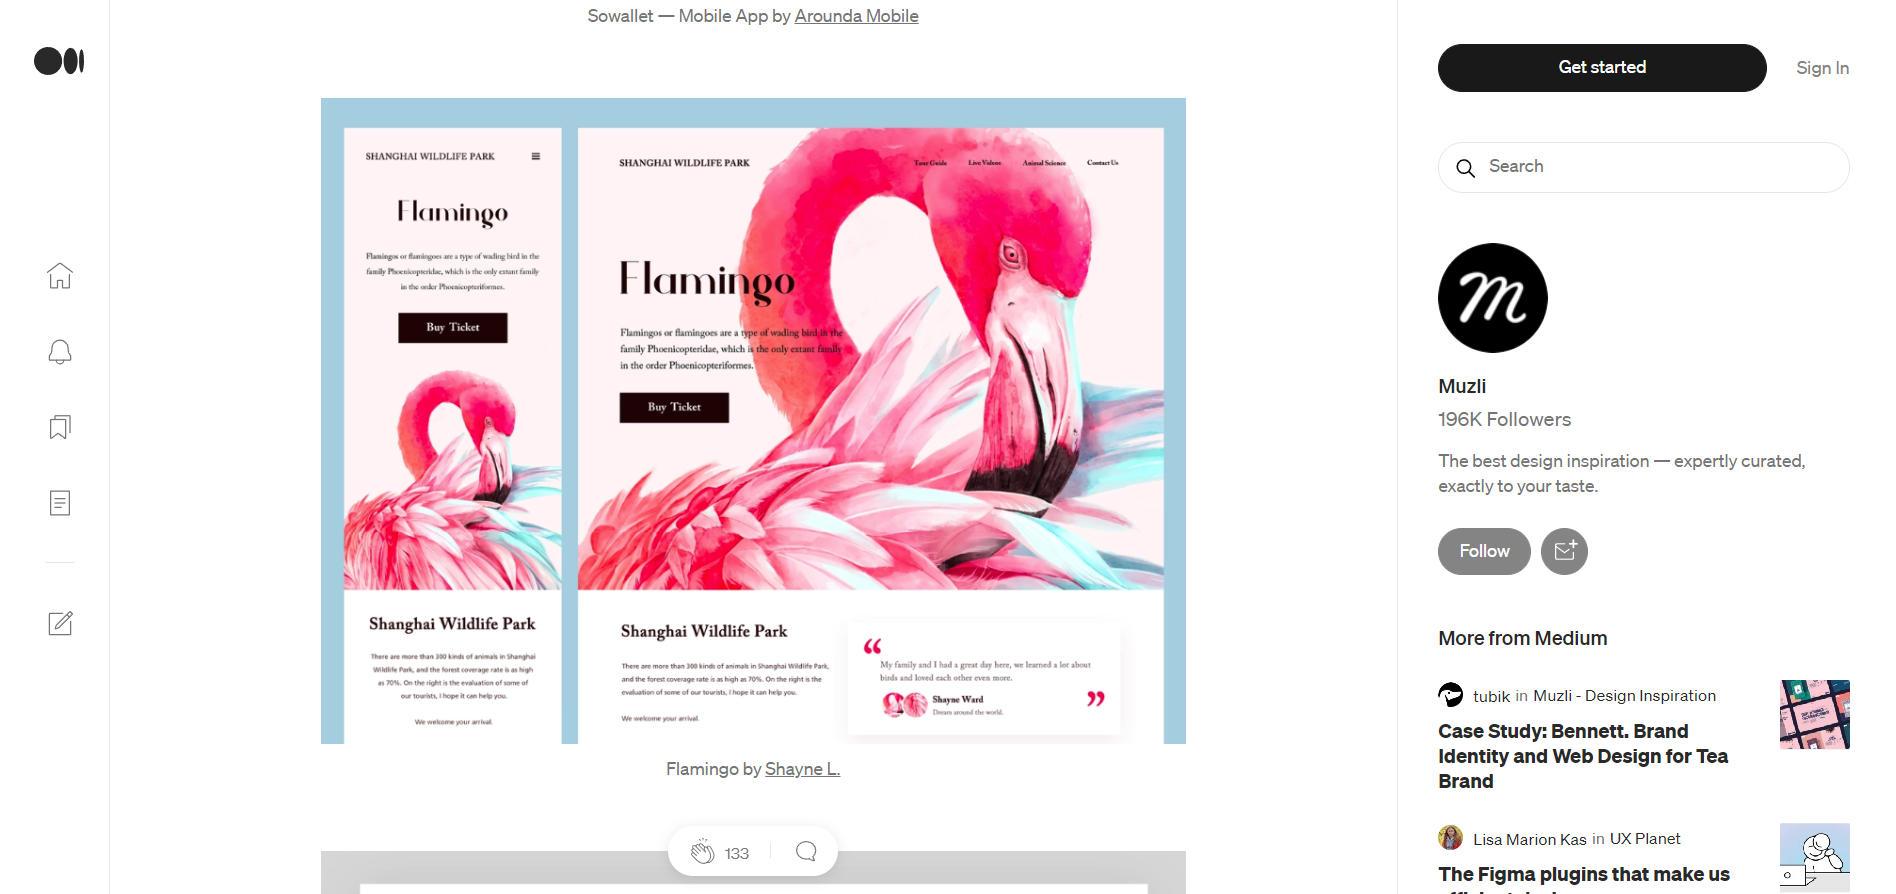 Sowallet — Mobile App by Arounda Mobile
SHANGHAI WILDLIFE PARK
Flamingo
Flamingos or flamingoes are a type of wading bird in the
family Phoenicopteridae, which is the only extant family
in the order Phoenicopteriformes.
Buy Ticket
Shanghai Wildlife Park
There are more than 300 kinds of animals in Shanghai
Wildlife Park, and the forest coverage rate is as high
as 70%. On the right is the evaluation of some of
our tourists, I hope it can help you.
We welcome your arrival.
SHANGHAI WILDLIFE PARK
Tour Guide
Live Videos
Animal Science
Contact Us
Flamingo
Flamingos or flamingoes are a type of wading bird in the
family Phoenicopteridae, which is the only extant family
in the order Phoenicopteriformes.
Buy Ticket
Shanghai Wildlife Park
There are more than 300 kinds of animals in Shanghai Wildlife Park,
and the forest coverage rate is as high as 70%. On the right is the
evaluation of some of our tourists, I hope it can help you.
We welcome your arrival.
“
My family and I had a great day here, we learned a lot about
birds and loved each other even more.
Shayne Ward
Dream around the world.
”
Flamingo by Shayne L.
133
Get started
Sign In
Search
M
Muzli
196K Followers
The best design inspiration — expertly curated,
exactly to your taste.
Follow
More from Medium
tubik in Muzli - Design Inspiration
Case Study: Bennett. Brand
Identity and Web Design for Tea
Brand
Lisa Marion Kas in UX Planet
The Figma plugins that make us